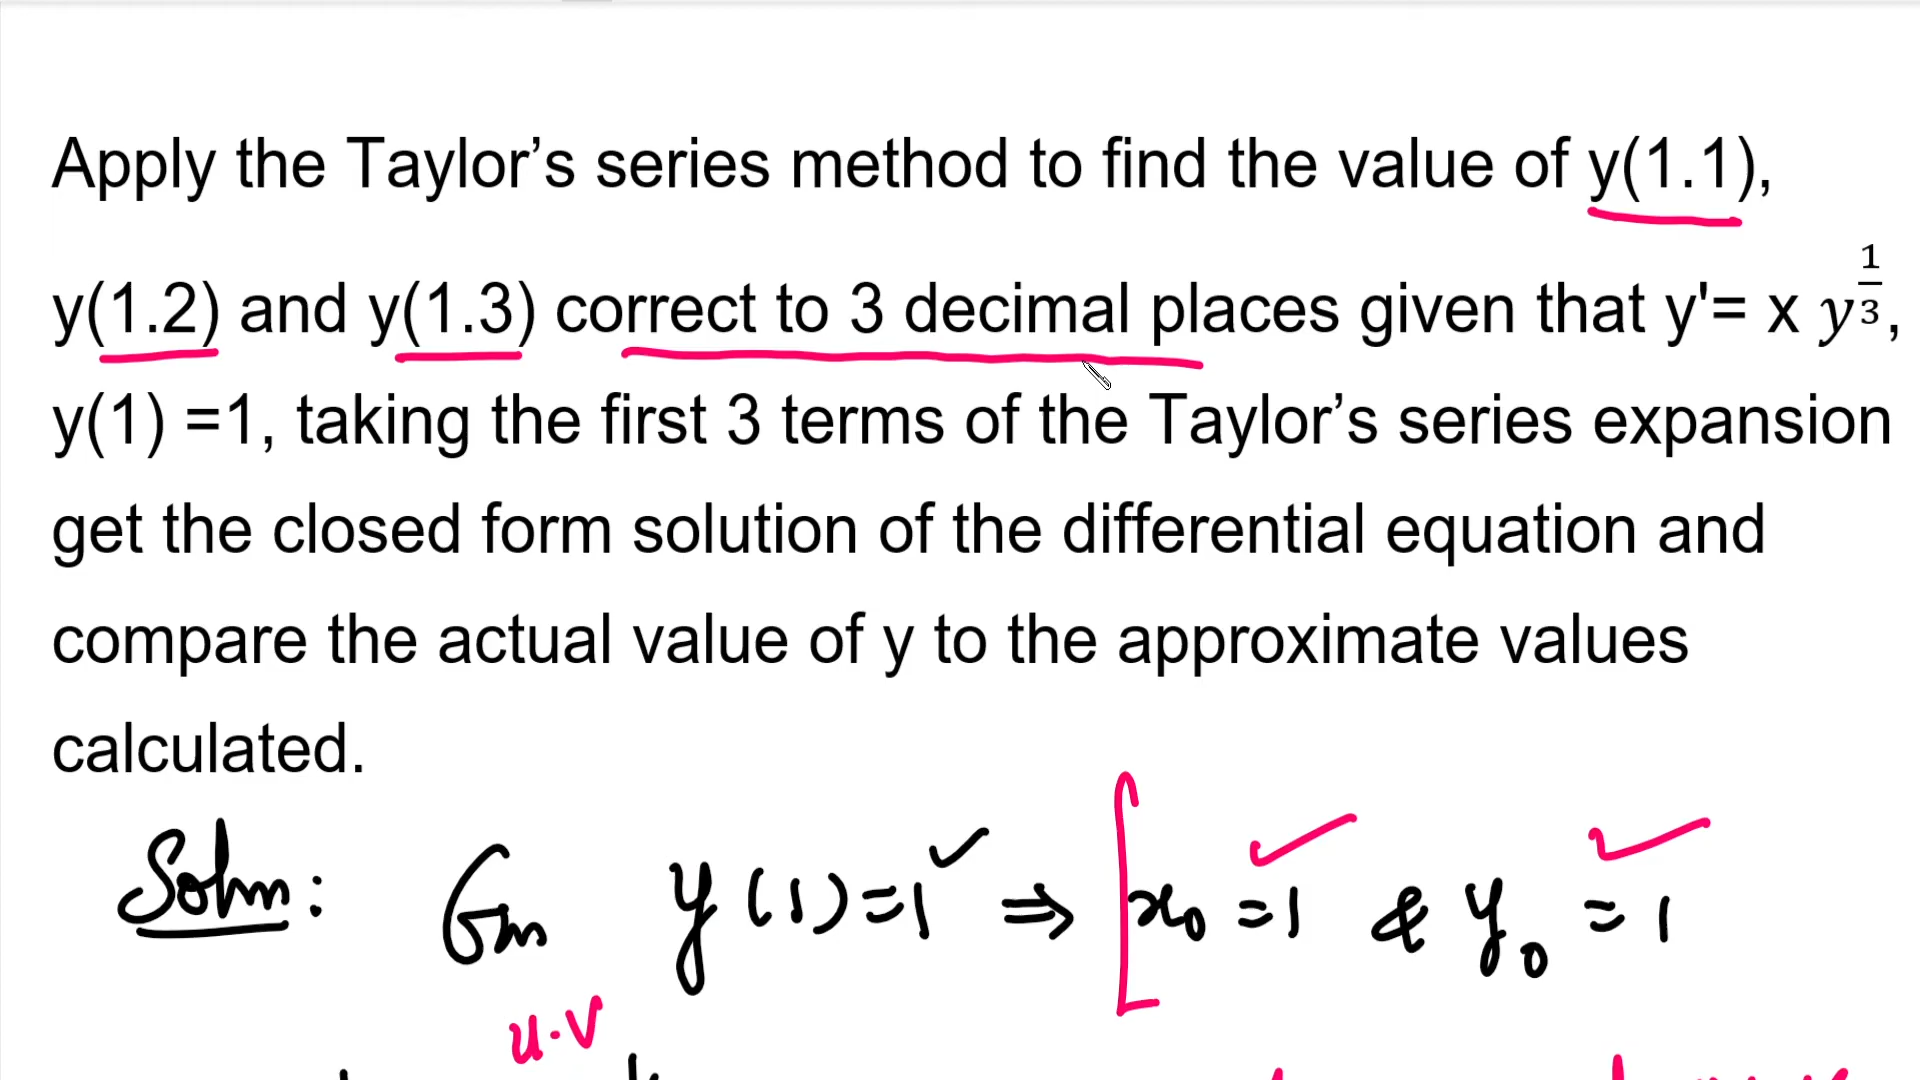 Apply the Taylor’s series method to find the value of y(1.1),
y(1.2) and y(1.3) correct to 3 decimal places given that y'= x y^{1/3},
y(1) =1, taking the first 3 terms of the Taylor’s series expansion
get the closed form solution of the differential equation and
compare the actual value of y to the approximate values
calculated.
Soln: Gn y(1)=1 ⇒ x₀ =1 & y₀ = 1
u.v